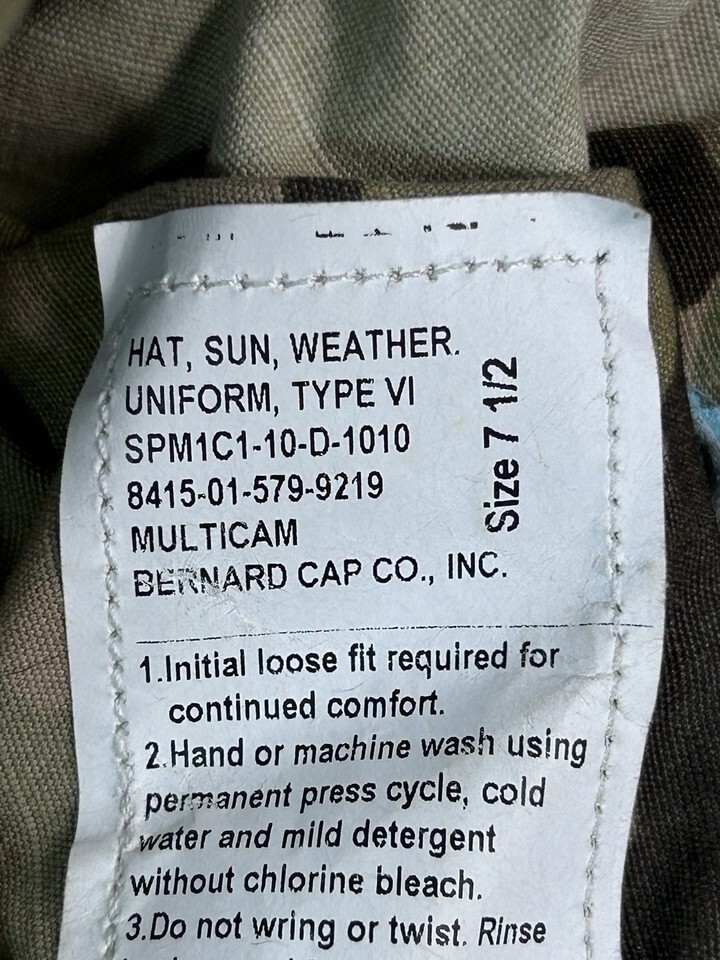 HAT, SUN, WEATHER.
UNIFORM, TYPE VI
SPM1C1-10-D-1010
8415-01-579-9219
MULTICAM
BERNARD CAP CO., INC.
Size 7 1/2
1.Initial loose fit required for
continued comfort.
2.Hand or machine wash using
permanent press cycle, cold
water and mild detergent
without chlorine bleach.
3.Do not wring or twist. Rinse